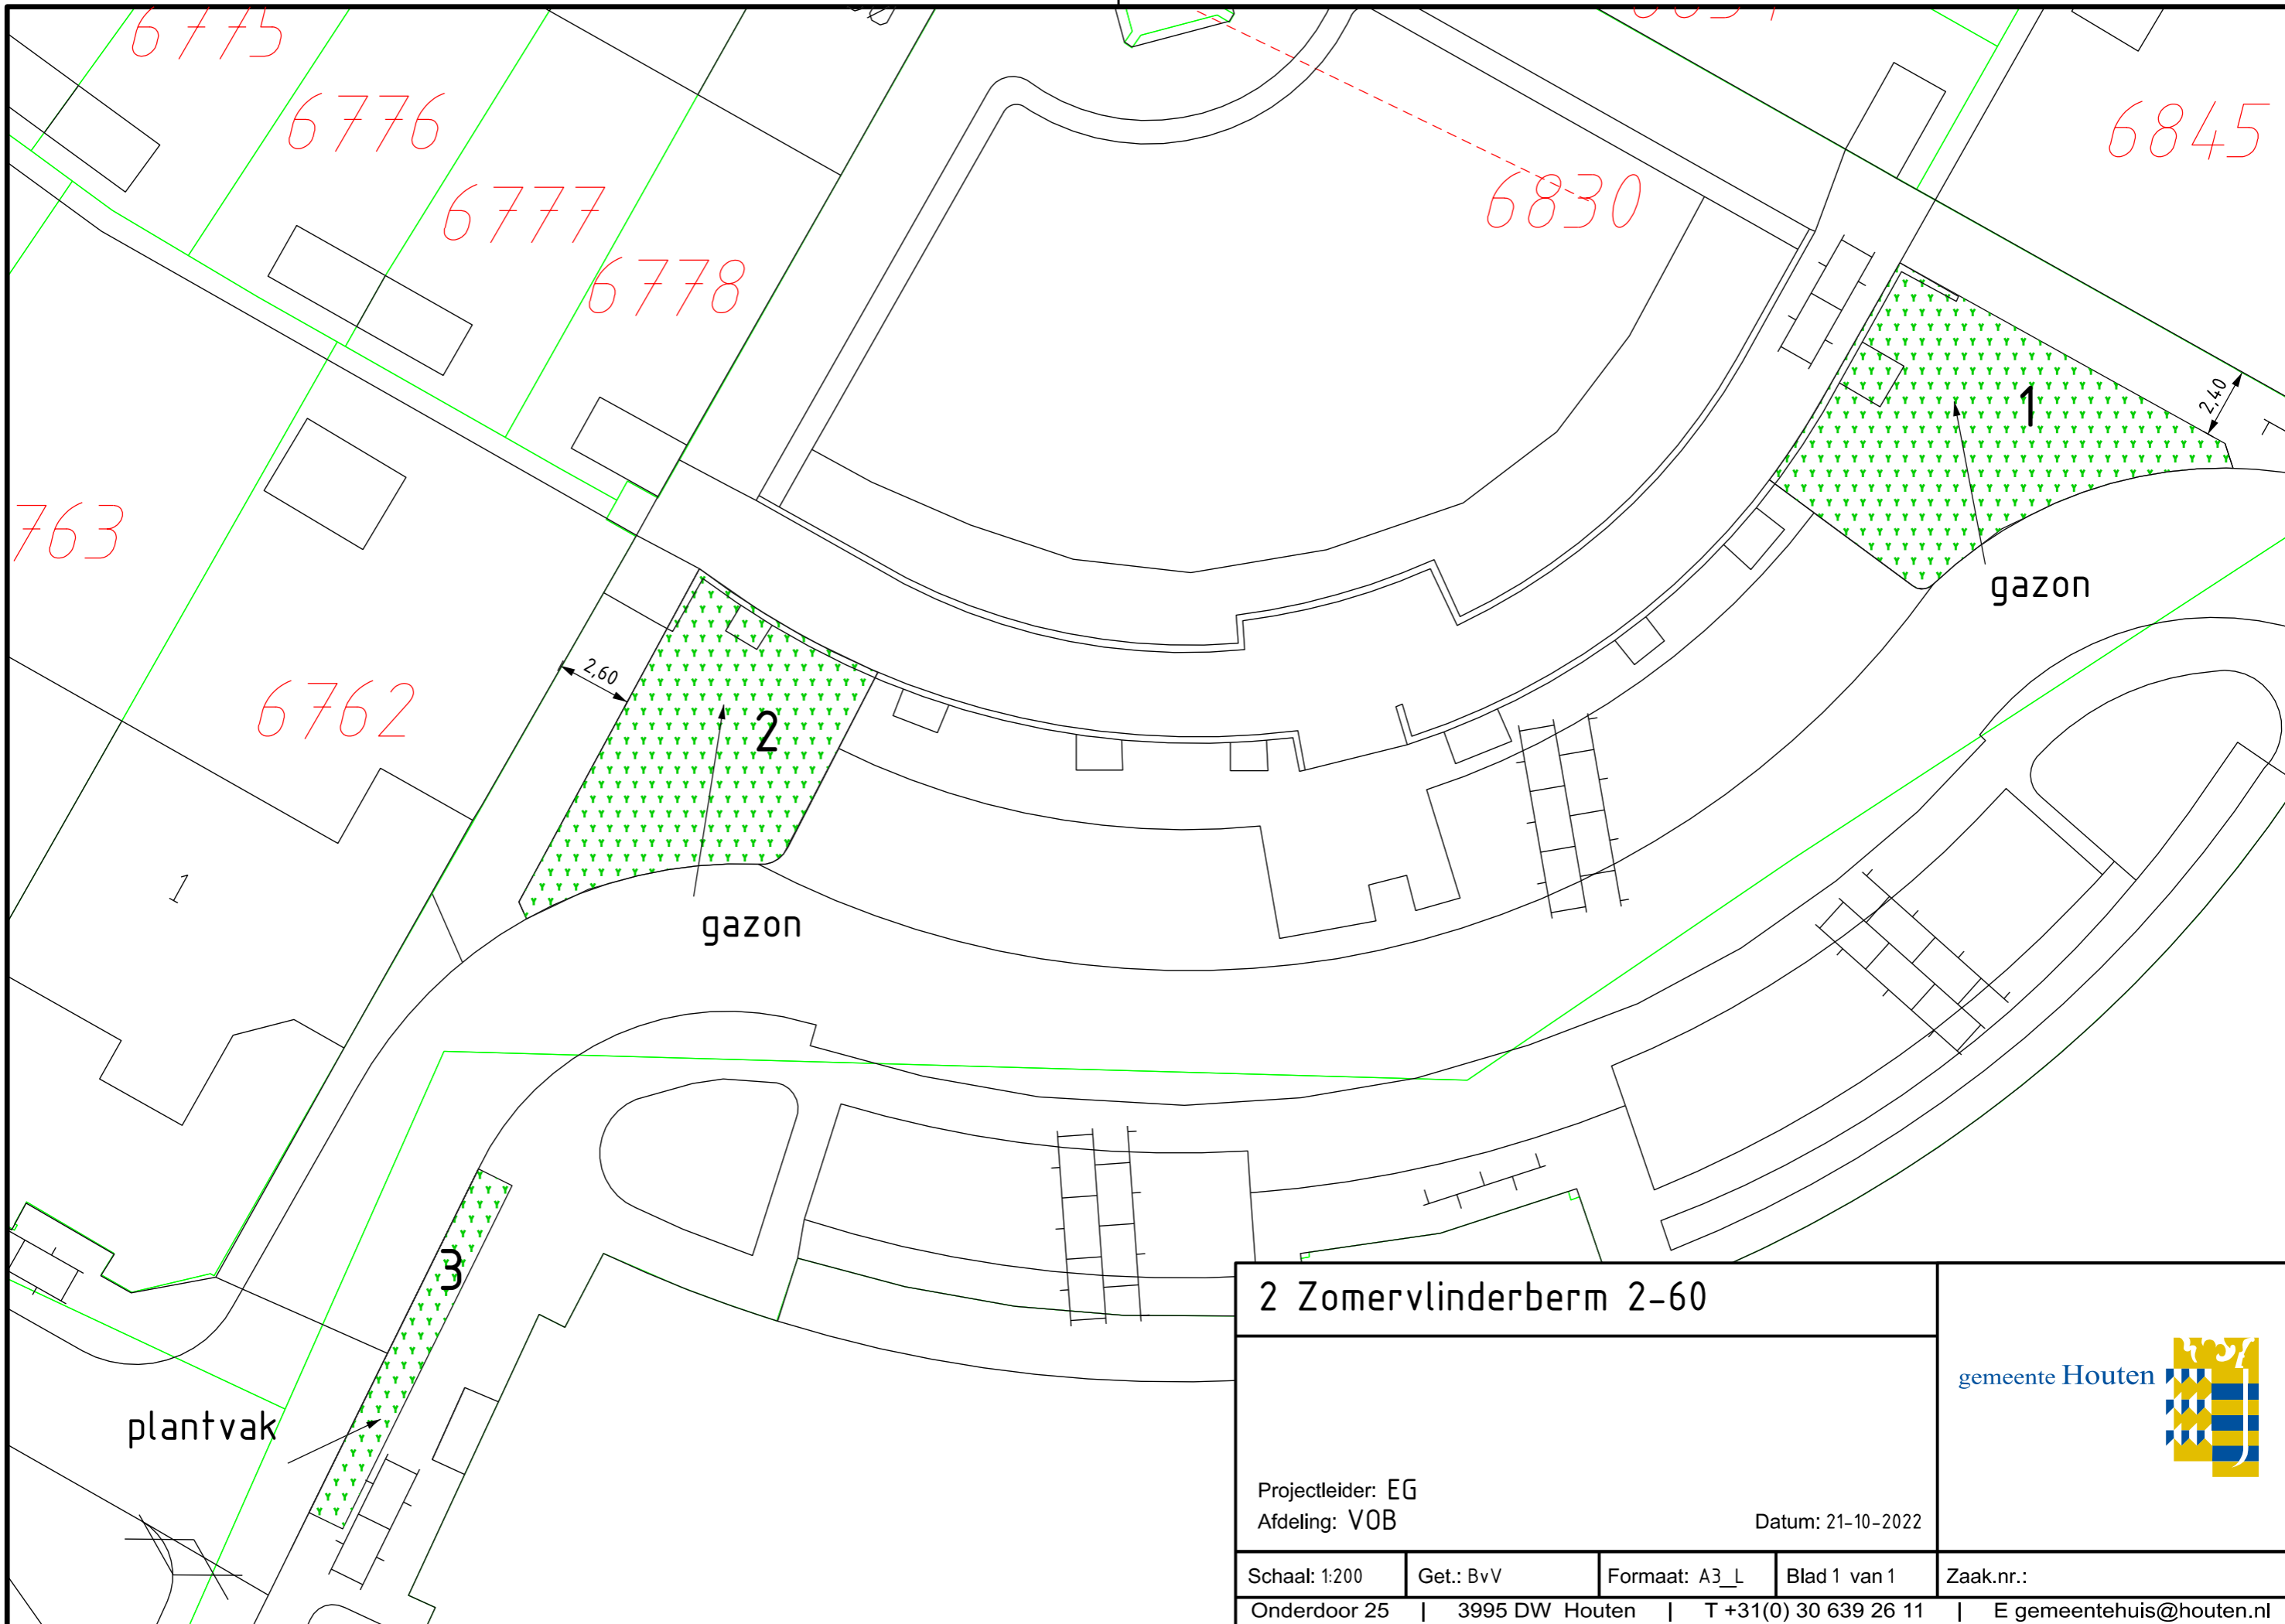 6775
6776
6777
6778
6830
6845
763
6762
1
2,40
gazon
2,60
2
gazon
1
3
plantvak
2 Zomervlinderberm 2-60
gemeente Houten
Projectleider: EG
Afdeling: VOB
Datum: 21-10-2022
Schaal: 1:200
Get.: BvV
Formaat: A3_L
Blad 1 van 1
Zaak.nr.:
Onderdoor 25 | 3995 DW Houten | T +31(0) 30 639 26 11 | E gemeentehuis@houten.nl